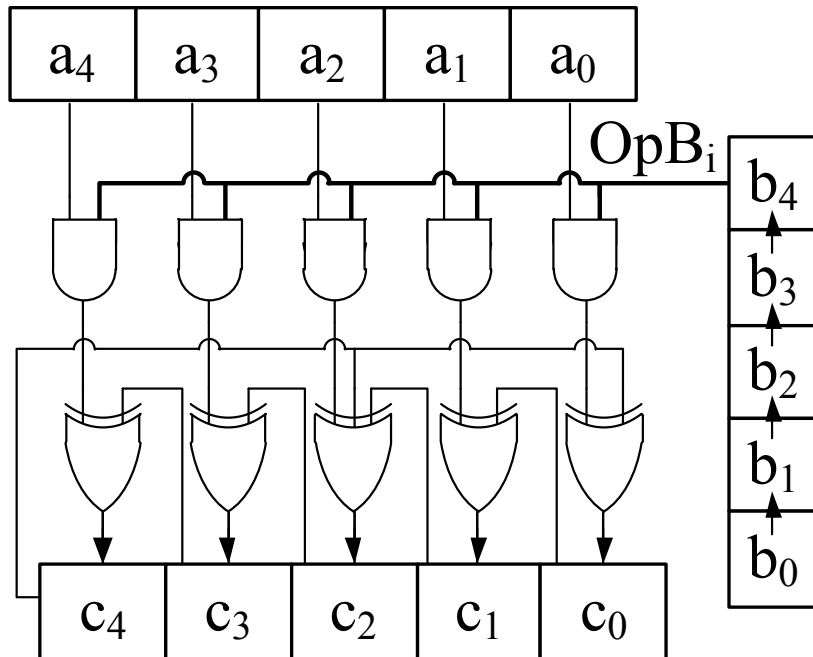 a₄ a₃ a₂ a₁ a₀
OpBᵢ
b₄
b₃
b₂
b₁
b₀
c₄ c₃ c₂ c₁ c₀